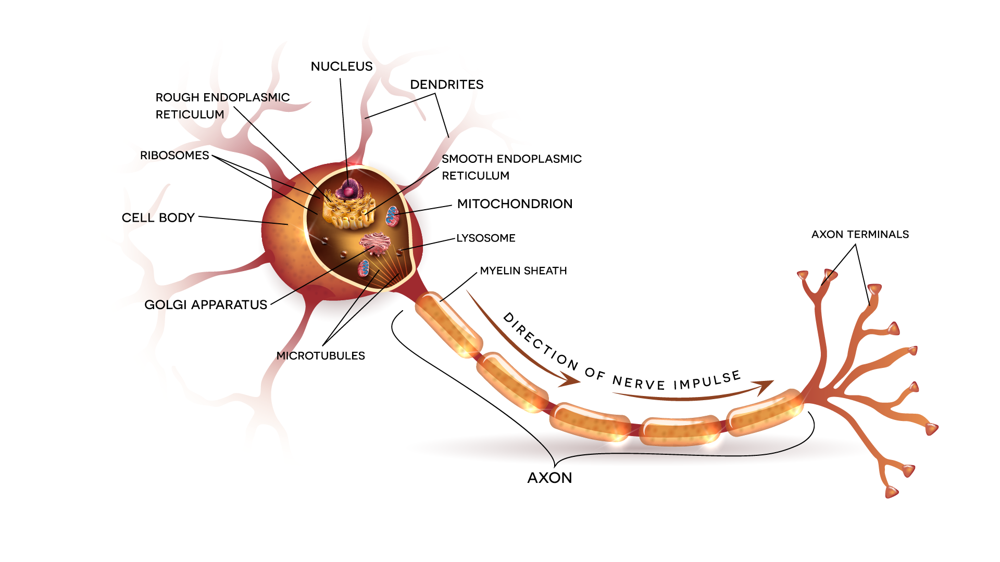 NUCLEUS
DENDRITES
ROUGH ENDOPLASMIC
RETICULUM
RIBOSOMES
SMOOTH ENDOPLASMIC
RETICULUM
MITOCHONDRION
CELL BODY
LYSOSOME
AXON TERMINALS
MYELIN SHEATH
GOLGI APPARATUS
DIRECTION OF NERVE IMPULSE
MICROTUBULES
AXON